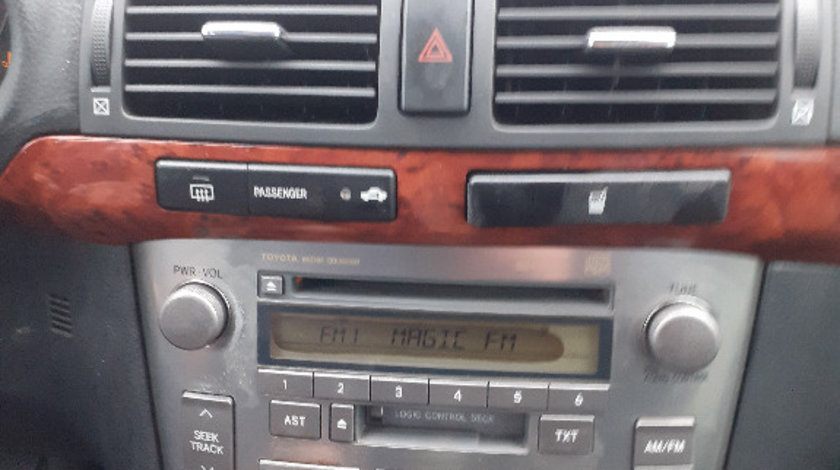 PASSENGER
TOYOTA
PWR·VOL
TUNE
FM1 MAGIC FM
1 2 3 4 5 6
AST
LOGIC CONTROL DECK
TXT
SEEK
TRACK
AM/FM